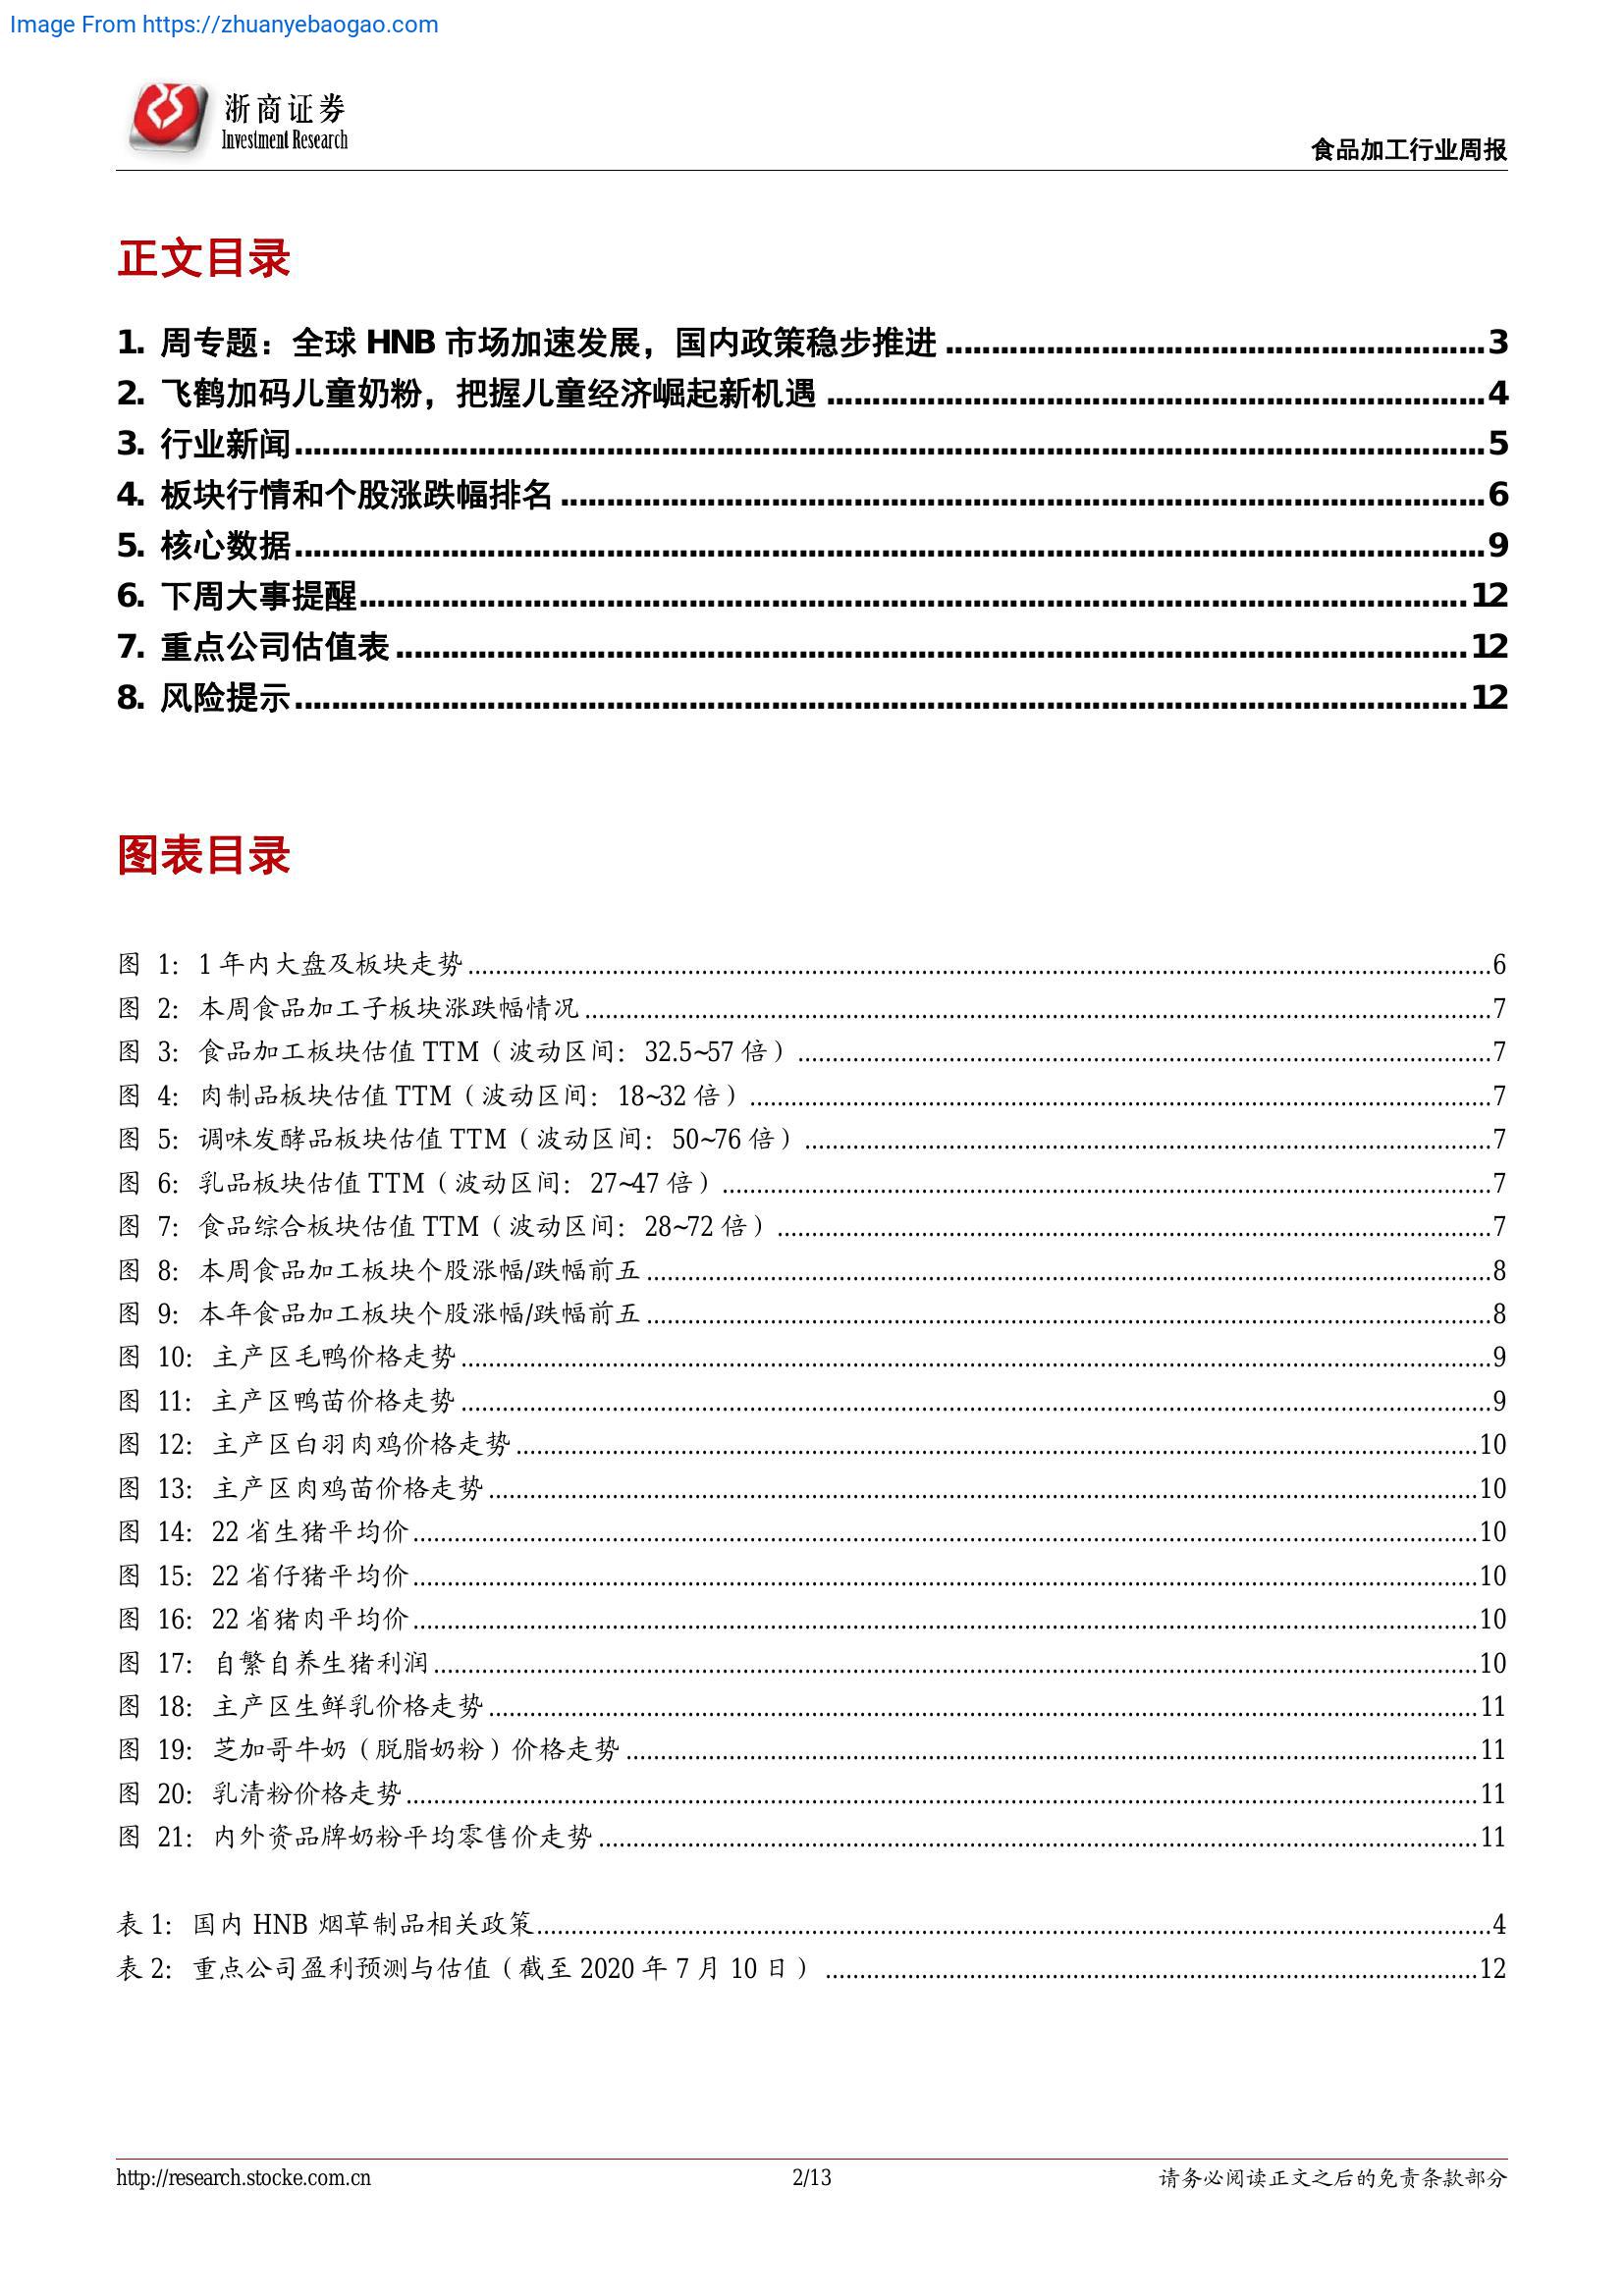 Image From https://zhuanyebaogao.com
浙商证券
Investment Research
食品加工行业周报
正文目录
1. 周专题：全球 HNB 市场加速发展，国内政策稳步推进 3
2. 飞鹤加码儿童奶粉，把握儿童经济崛起新机遇 4
3. 行业新闻 5
4. 板块行情和个股涨跌幅排名 6
5. 核心数据 9
6. 下周大事提醒 12
7. 重点公司估值表 12
8. 风险提示 12
图表目录
图 1：1 年内大盘及板块走势 6
图 2：本周食品加工子板块涨跌幅情况 7
图 3：食品加工板块估值 TTM（波动区间：32.5~57 倍） 7
图 4：肉制品板块估值 TTM（波动区间：18~32 倍） 7
图 5：调味发酵品板块估值 TTM（波动区间：50~76 倍） 7
图 6：乳品板块估值 TTM（波动区间：27~47 倍） 7
图 7：食品综合板块估值 TTM（波动区间：28~72 倍） 7
图 8：本周食品加工板块个股涨幅/跌幅前五 8
图 9：本年食品加工板块个股涨幅/跌幅前五 8
图 10：主产区毛鸭价格走势 9
图 11：主产区鸭苗价格走势 9
图 12：主产区白羽肉鸡价格走势 10
图 13：主产区肉鸡苗价格走势 10
图 14：22 省生猪平均价 10
图 15：22 省仔猪平均价 10
图 16：22 省猪肉平均价 10
图 17：自繁自养生猪利润 10
图 18：主产区生鲜乳价格走势 11
图 19：芝加哥牛奶（脱脂奶粉）价格走势 11
图 20：乳清粉价格走势 11
图 21：内外资品牌奶粉平均零售价走势 11
表 1：国内 HNB 烟草制品相关政策 4
表 2：重点公司盈利预测与估值（截至 2020 年 7 月 10 日） 12
http://research.stocke.com.cn
2/13
请务必阅读正文之后的免责条款部分